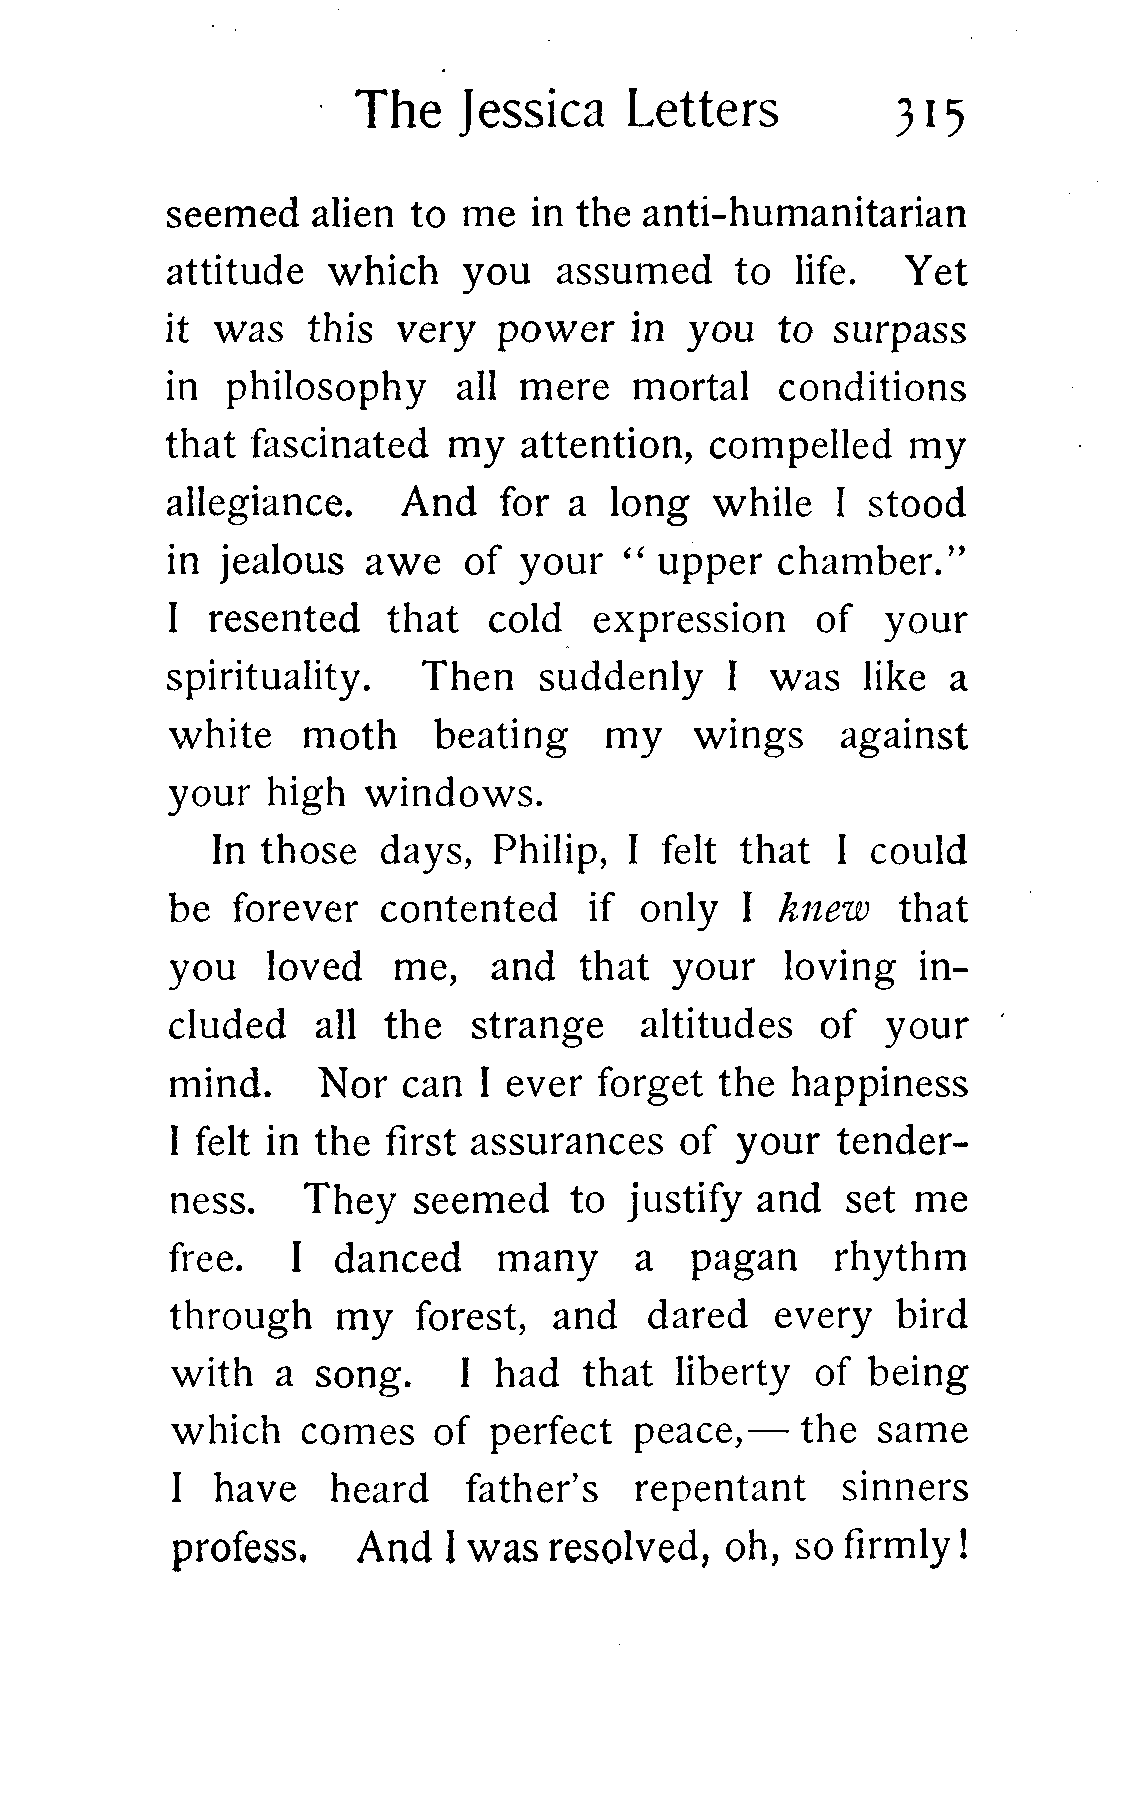 The Jessica Letters 315
seemed alien to me in the anti-humanitarian
attitude which you assumed to life. Yet
it was this very power in you to surpass
in philosophy all mere mortal conditions
that fascinated my attention, compelled my
allegiance. And for a long while I stood
in jealous awe of your “ upper chamber.”
I resented that cold expression of your
spirituality. Then suddenly I was like a
white moth beating my wings against
your high windows.
In those days, Philip, I felt that I could
be forever contented if only I knew that
you loved me, and that your loving in-
cluded all the strange altitudes of your
mind. Nor can I ever forget the happiness
I felt in the first assurances of your tender-
ness. They seemed to justify and set me
free. I danced many a pagan rhythm
through my forest, and dared every bird
with a song. I had that liberty of being
which comes of perfect peace,— the same
I have heard father’s repentant sinners
profess. And I was resolved, oh, so firmly!